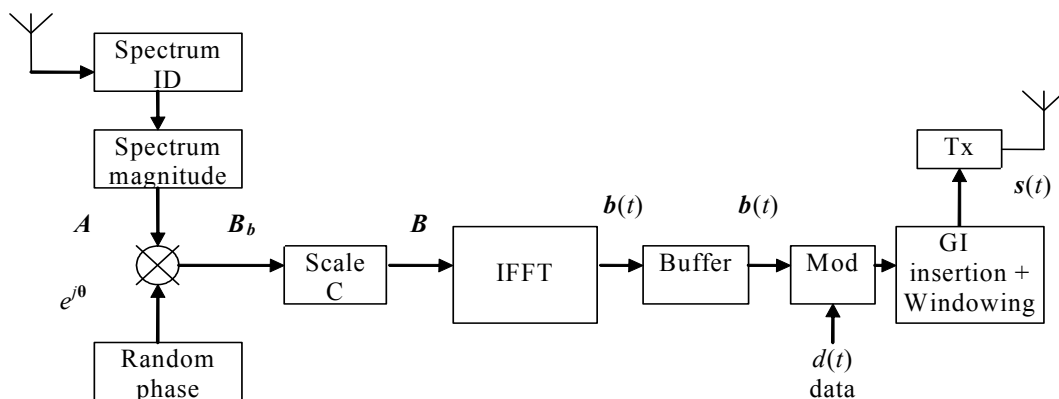 Spectrum
ID
Spectrum
magnitude
A
B_b
Scale
C
B
IFFT
b(t)
Buffer
b(t)
Mod
GI
insertion +
Windowing
Tx
s(t)
e^{jθ}
Random
phase
d(t)
data